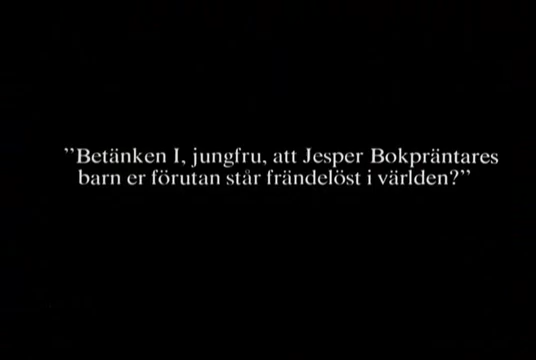 ”Betänken I, jungfru, att Jesper Bokpräntares
barn er förutan står frändelöst i världen?”